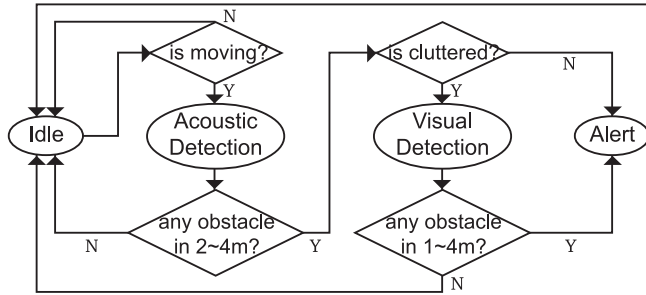 N
is moving?
is cluttered?
N
Y
Y
Idle
Acoustic
Detection
Visual
Detection
Alert
any obstacle
in 2~4m?
any obstacle
in 1~4m?
N
Y
Y
N